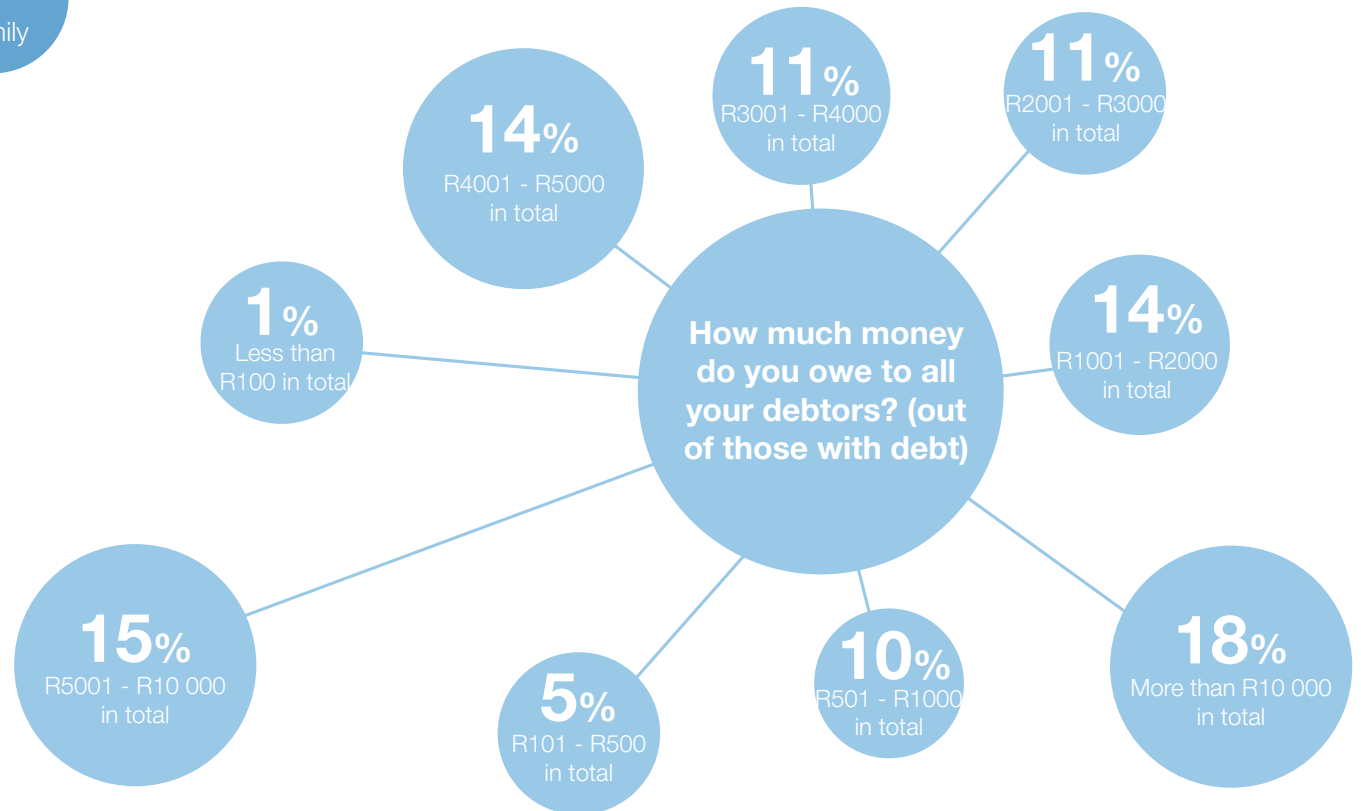 11%
R3001 - R4000
in total
11%
R2001 - R3000
in total
14%
R4001 - R5000
in total
1%
Less than
R100 in total
How much money
do you owe to all
your debtors? (out
of those with debt)
14%
R1001 - R2000
in total
15%
R5001 - R10 000
in total
5%
R101 - R500
in total
10%
R501 - R1000
in total
18%
More than R10 000
in total